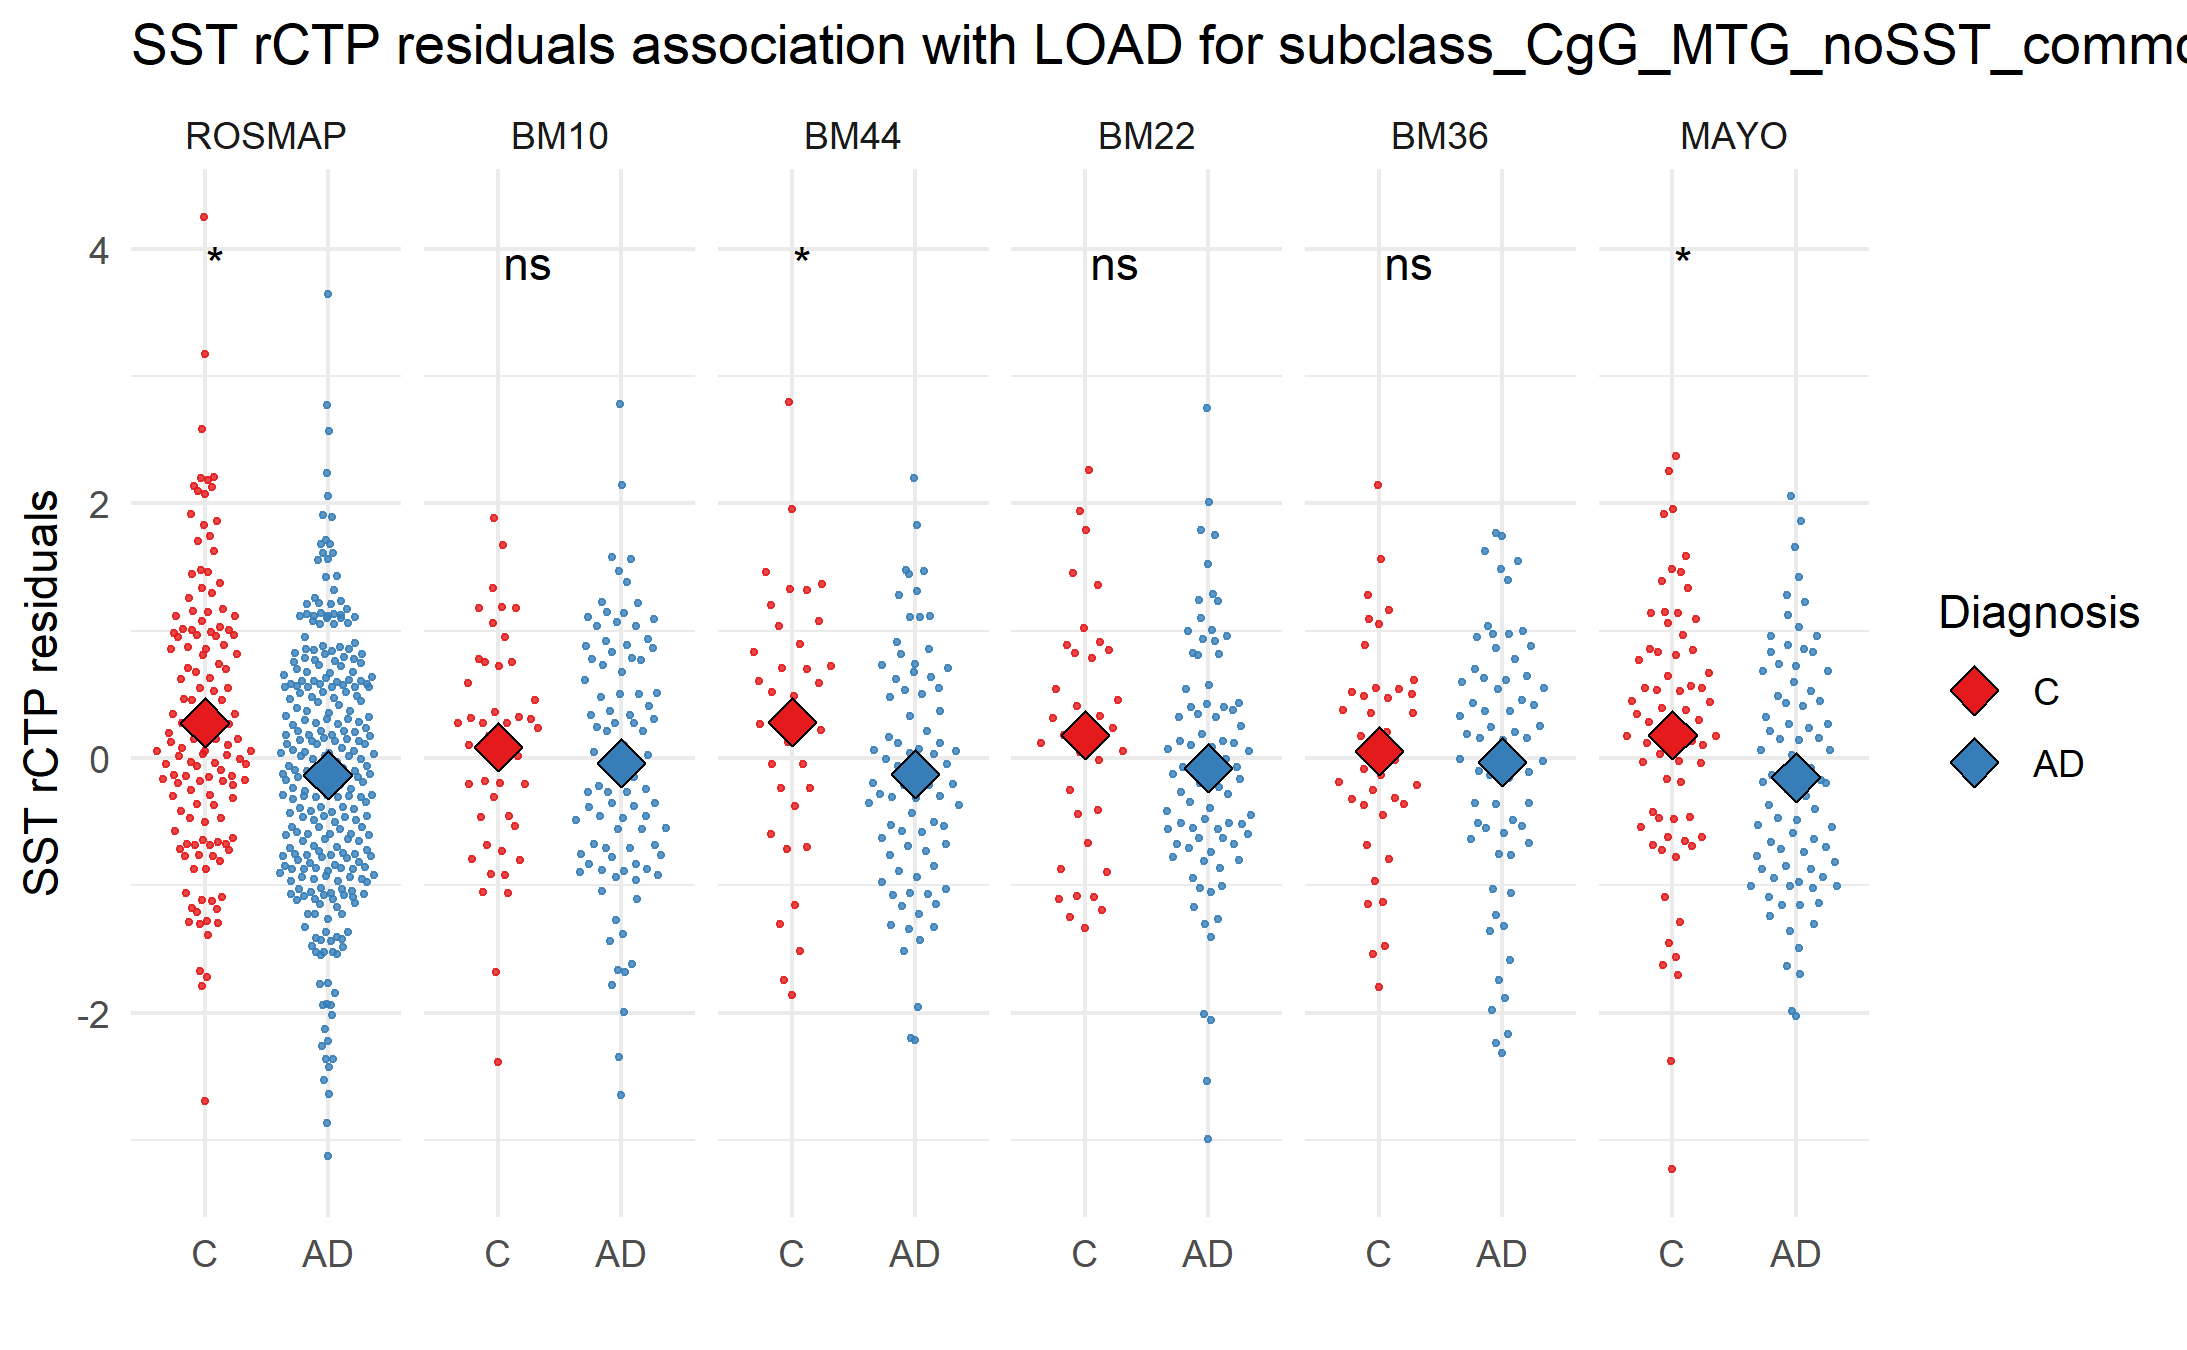 SST rCTP residuals association with LOAD for subclass_CgG_MTG_noSST_commo
ROSMAP BM10 BM44 BM22 BM36 MAYO
4
* ns * ns ns *
2
0
-2
SST rCTP residuals
C AD C AD C AD C AD C AD C AD
Diagnosis
C
AD